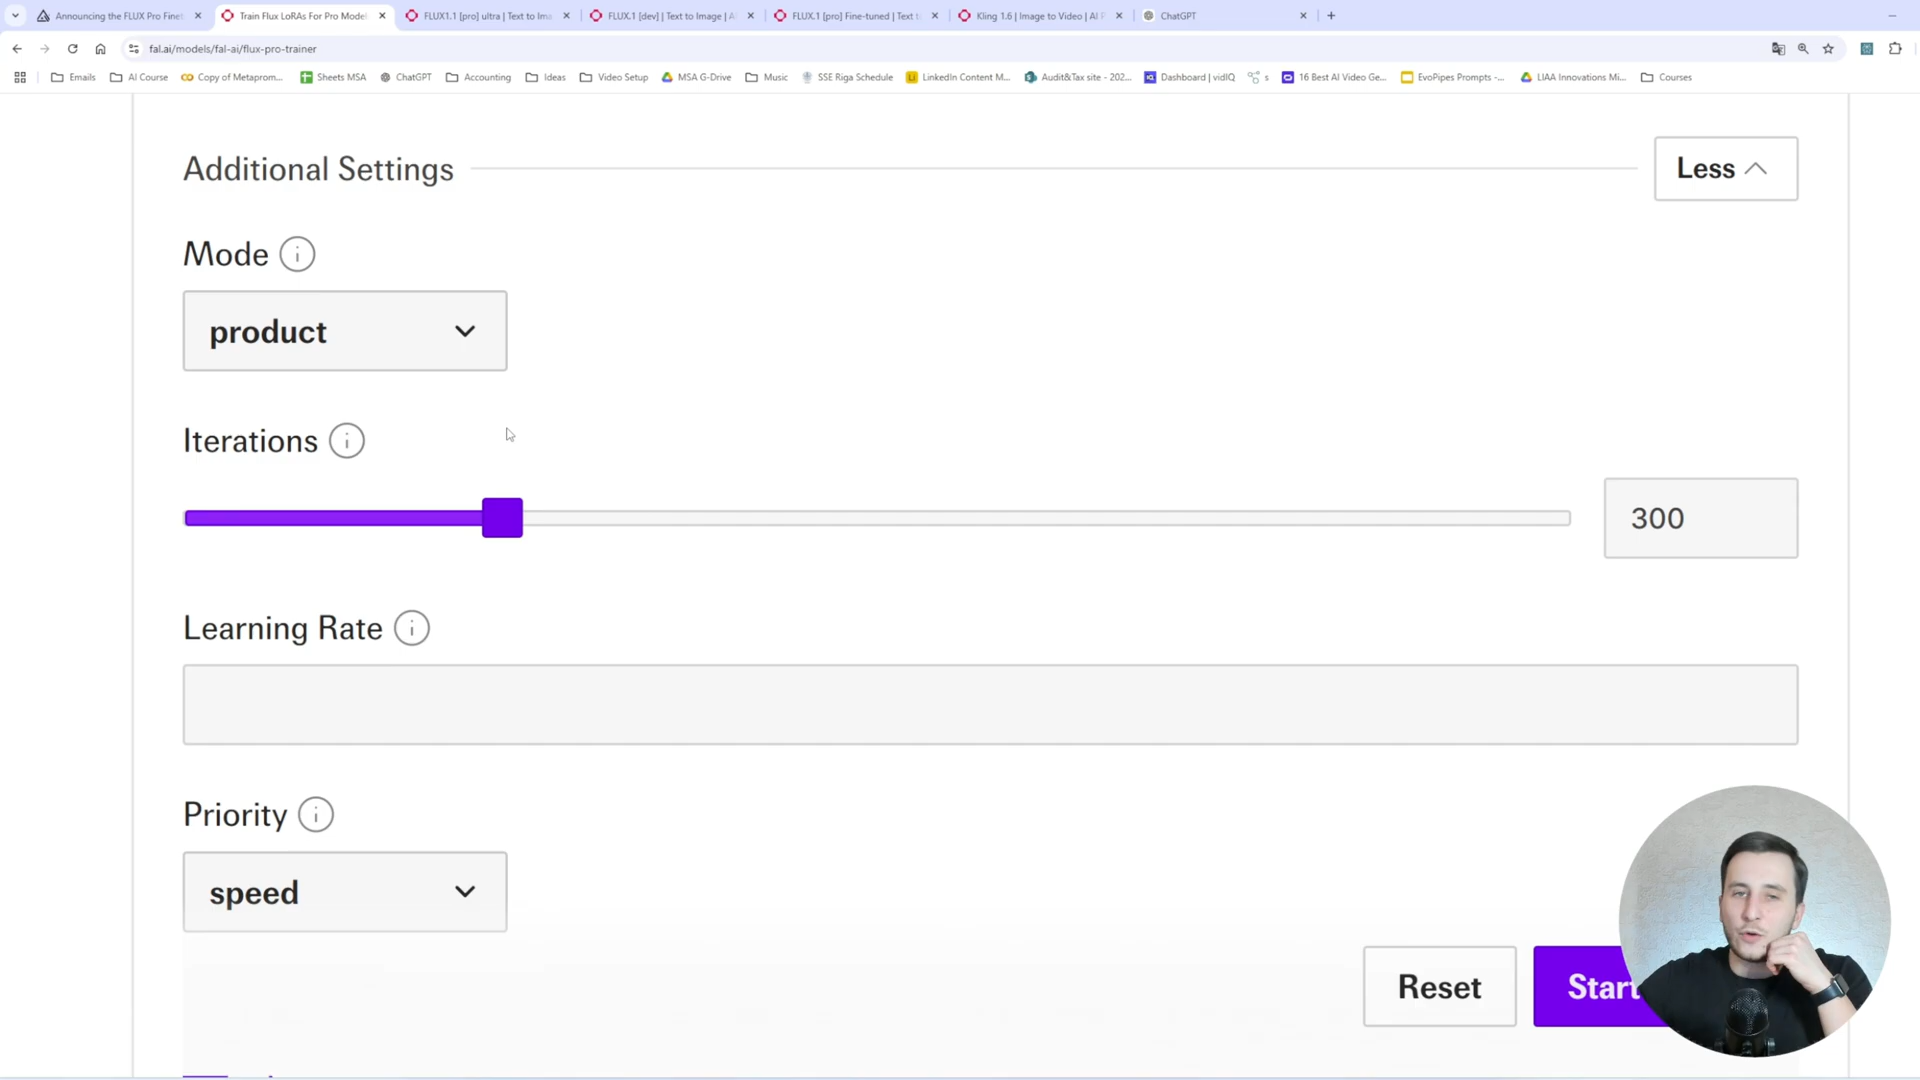 Announcing the FLUX Pro Finet
Train Flux LoRAs For Pro Model
FLUX1.1 [pro] ultra | Text to Ima
FLUX.1 [dev] | Text to Image | AI
FLUX.1 [pro] Fine-tuned | Text t
Kling 1.6 | Image to Video | AI P
ChatGPT
fal.ai/models/fal-ai/flux-pro-trainer
Emails
AI Course
Copy of Metaprom...
Sheets MSA
ChatGPT
Accounting
Ideas
Video Setup
MSA G-Drive
Music
SSE Riga Schedule
LinkedIn Content M...
Audit&Tax site - 202...
Dashboard | vidIQ
s
16 Best AI Video Ge...
EvoPipes Prompts -...
LIAA Innovations Mi...
Courses
Additional Settings
Less
Mode
product
Iterations
300
Learning Rate
Priority
speed
Reset
Start